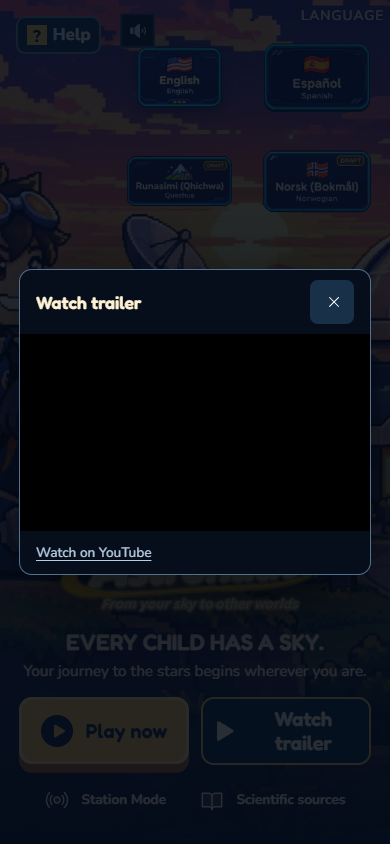 LANGUAGE
? Help
English
English
Español
Spanish
DRAFT
Runasimi (Qhichwa)
Quechua
DRAFT
Norsk (Bokmål)
Norwegian
Watch trailer
Watch on YouTube
From your sky to other worlds
EVERY CHILD HAS A SKY.
Your journey to the stars begins wherever you are.
Play now
Watch
trailer
Station Mode
Scientific sources